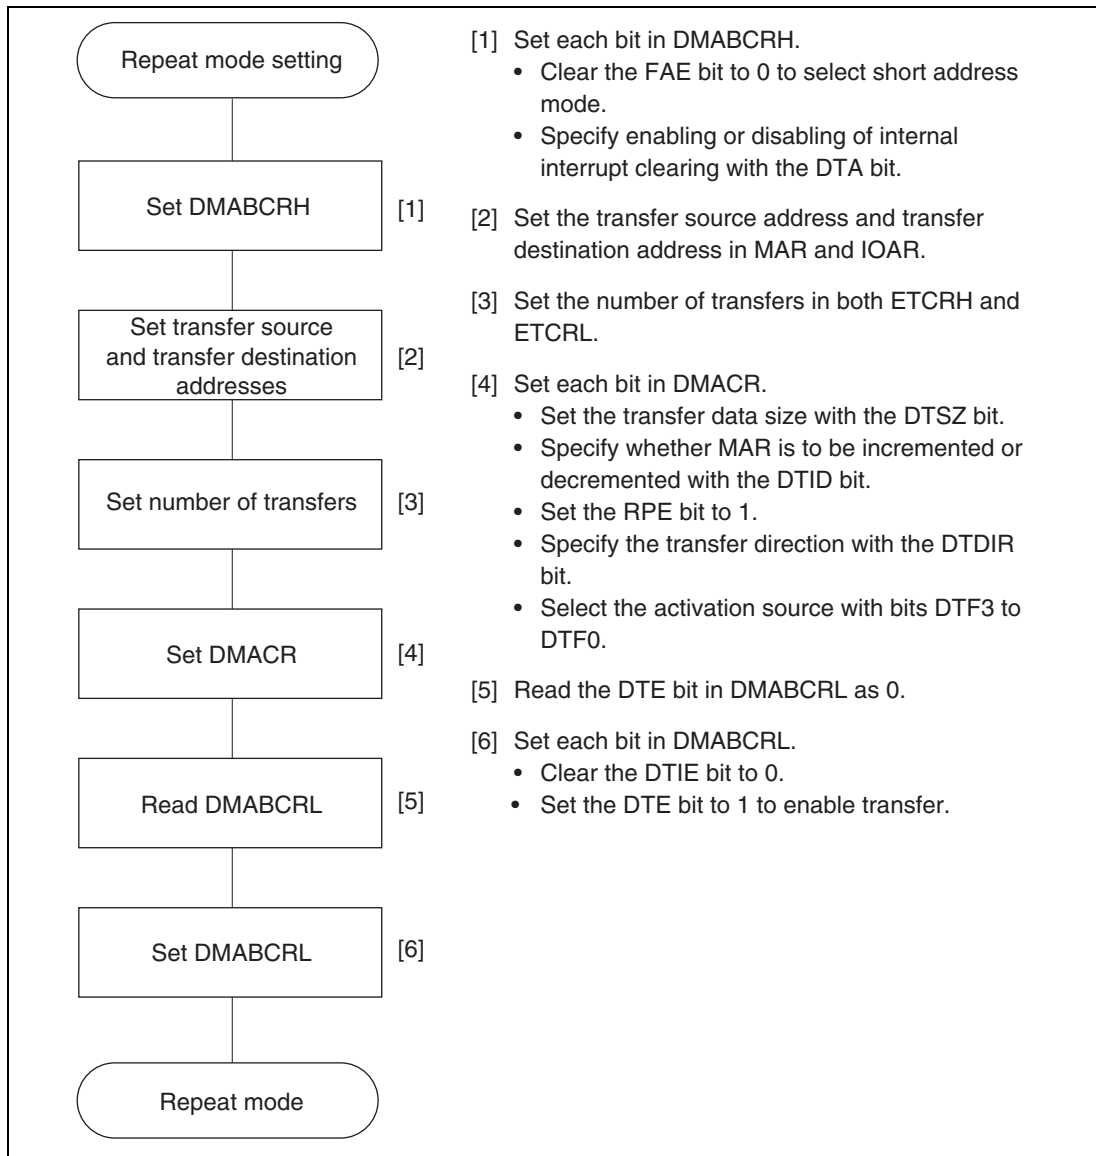 Repeat mode setting
Set DMABCRH
[1]
Set transfer source
and transfer destination
addresses
[2]
Set number of transfers
[3]
Set DMACR
[4]
Read DMABCRL
[5]
Set DMABCRL
[6]
Repeat mode
[1] Set each bit in DMABCRH.
• Clear the FAE bit to 0 to select short address
mode.
• Specify enabling or disabling of internal
interrupt clearing with the DTA bit.
[2] Set the transfer source address and transfer
destination address in MAR and IOAR.
[3] Set the number of transfers in both ETCRH and
ETCRL.
[4] Set each bit in DMACR.
• Set the transfer data size with the DTSZ bit.
• Specify whether MAR is to be incremented or
decremented with the DTID bit.
• Set the RPE bit to 1.
• Specify the transfer direction with the DTDIR
bit.
• Select the activation source with bits DTF3 to
DTF0.
[5] Read the DTE bit in DMABCRL as 0.
[6] Set each bit in DMABCRL.
• Clear the DTIE bit to 0.
• Set the DTE bit to 1 to enable transfer.